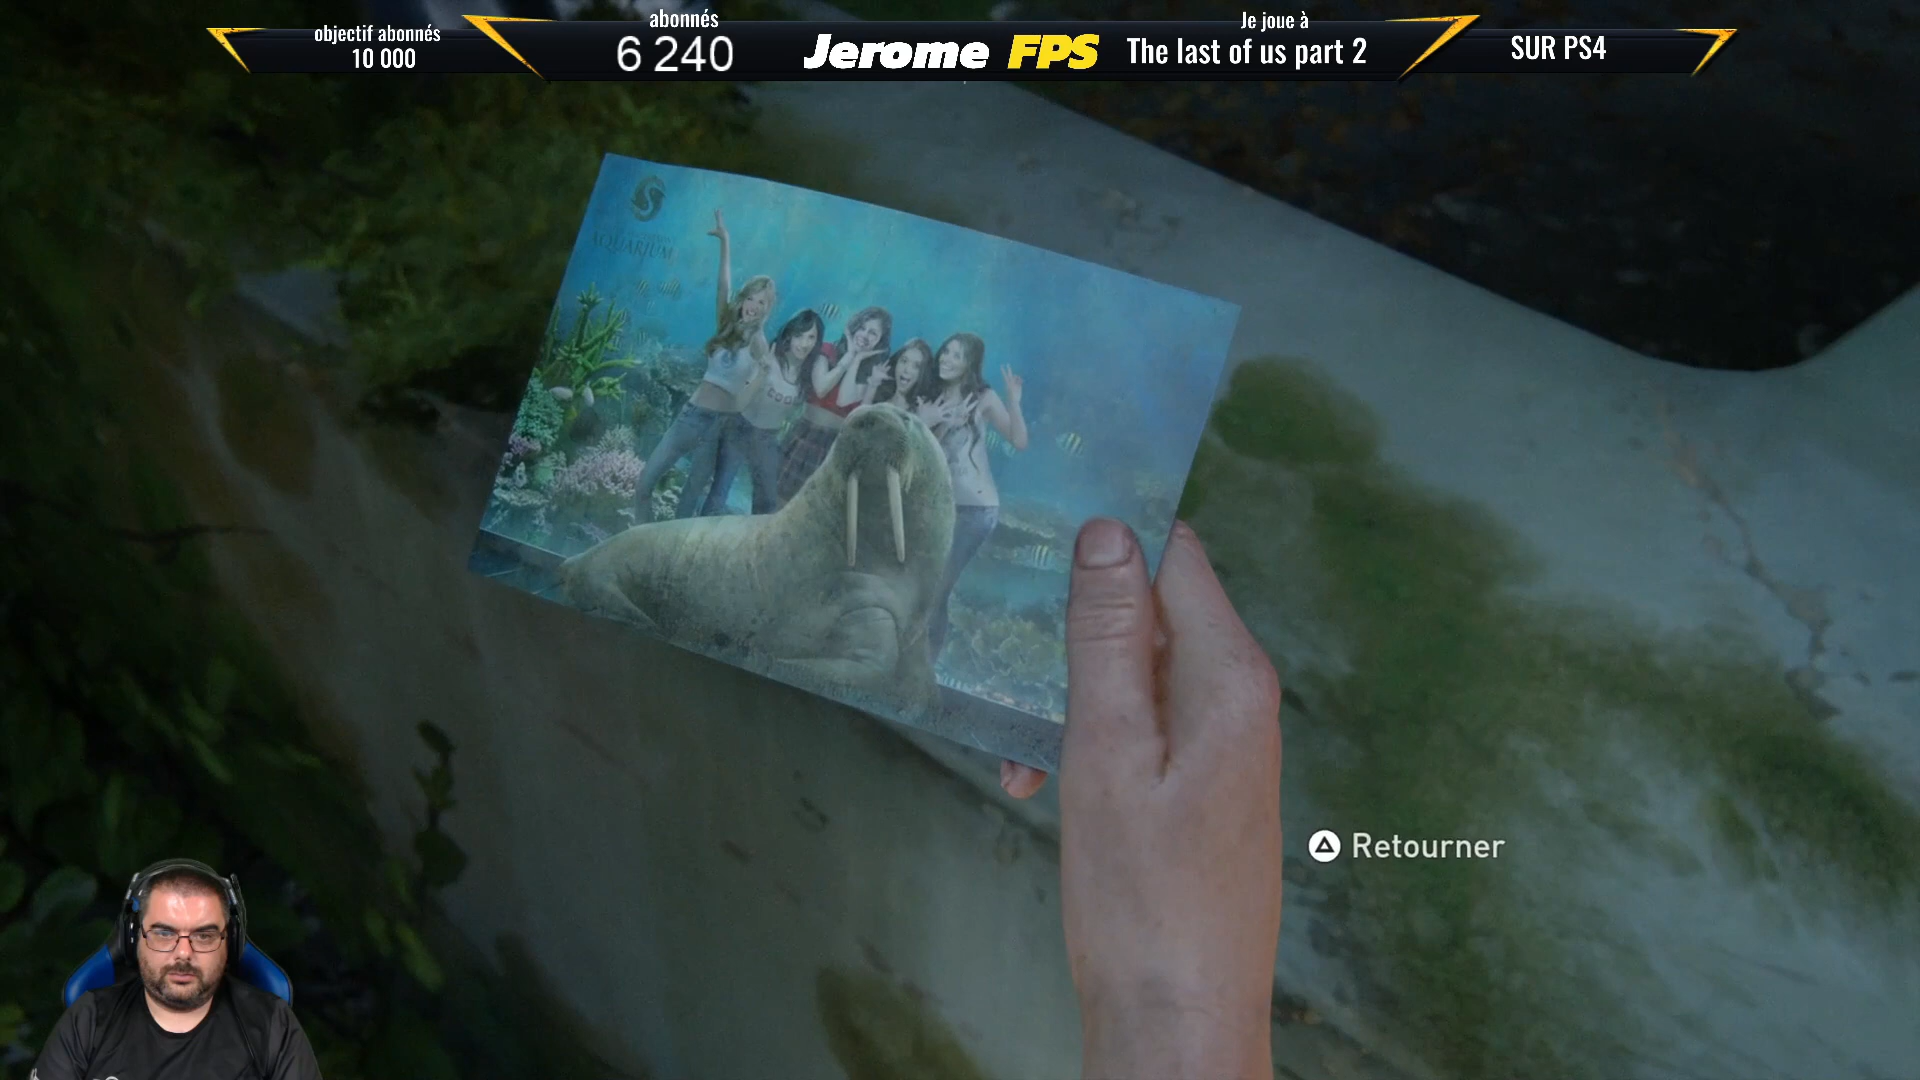 objectif abonnés
10 000
abonnés
6 240
Jerome FPS
Je joue à
The last of us part 2
SUR PS4
AQUARIUM
COOL
Retourner